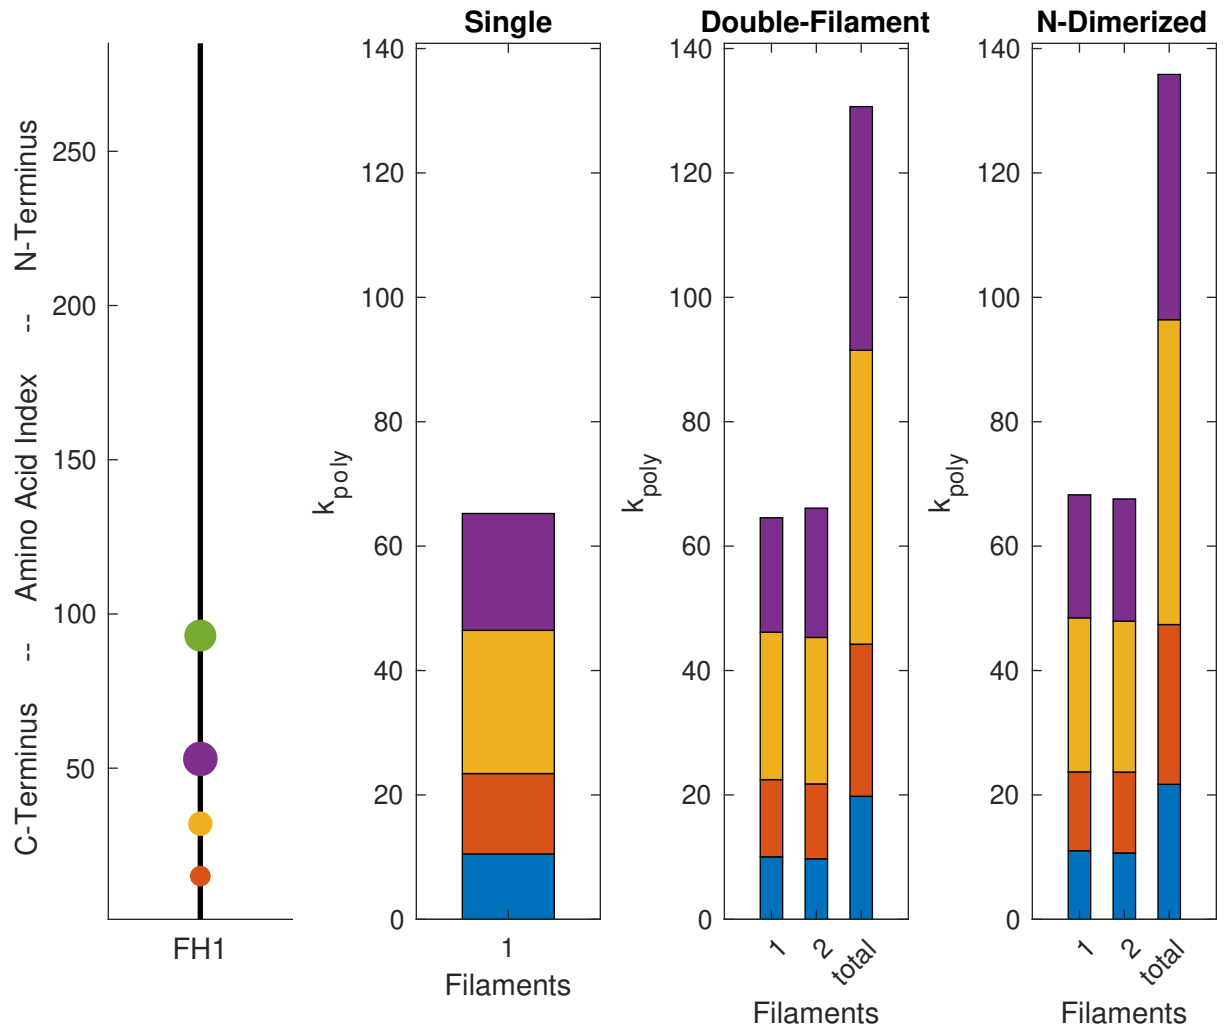 C-Terminus -- Amino Acid Index -- N-Terminus
250
200
150
100
50
FH1
Single
140
120
100
80
60
40
20
0
k_poly
1
Filaments
Double-Filament
140
120
100
80
60
40
20
0
k_poly
1
2
total
Filaments
N-Dimerized
140
120
100
80
60
40
20
0
k_poly
1
2
total
Filaments